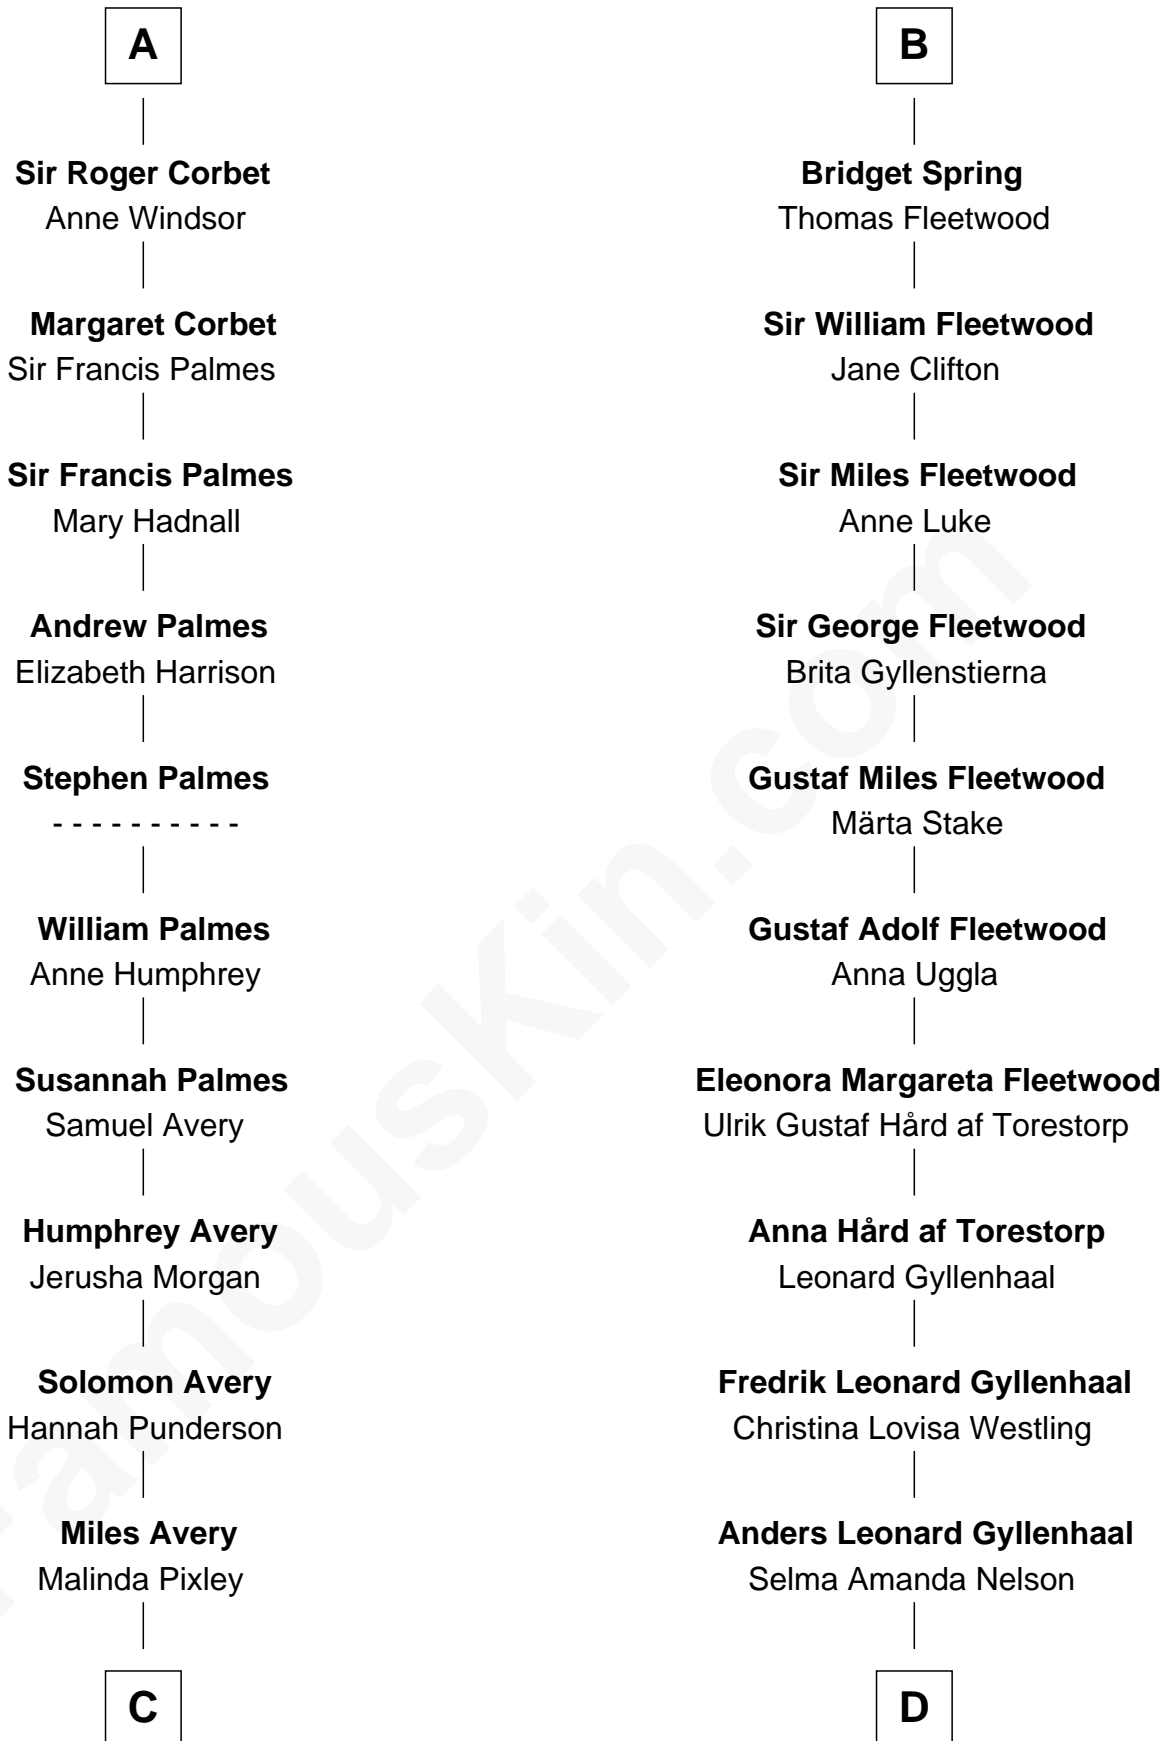 A
Sir Roger Corbet
Anne Windsor
Margaret Corbet
Sir Francis Palmes
Sir Francis Palmes
Mary Hadnall
Andrew Palmes
Elizabeth Harrison
Stephen Palmes
- - - - - - - - - -
William Palmes
Anne Humphrey
Susannah Palmes
Samuel Avery
Humphrey Avery
Jerusha Morgan
Solomon Avery
Hannah Punderson
Miles Avery
Malinda Pixley
C
B
Bridget Spring
Thomas Fleetwood
Sir William Fleetwood
Jane Clifton
Sir Miles Fleetwood
Anne Luke
Sir George Fleetwood
Brita Gyllenstierna
Gustaf Miles Fleetwood
Märta Stake
Gustaf Adolf Fleetwood
Anna Uggla
Eleonora Margareta Fleetwood
Ulrik Gustaf Hård af Torestorp
Anna Hård af Torestorp
Leonard Gyllenhaal
Fredrik Leonard Gyllenhaal
Christina Lovisa Westling
Anders Leonard Gyllenhaal
Selma Amanda Nelson
D
FamousKin.com